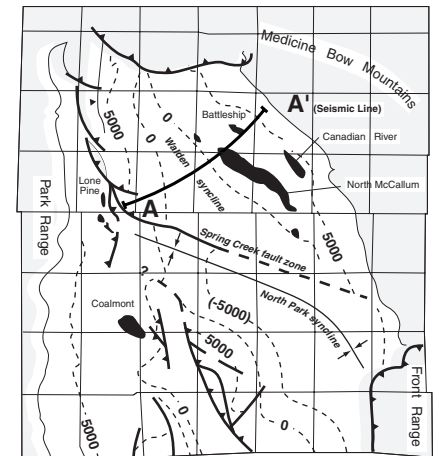 Medicine Bow Mountains
A'
(Seismic Line)
Battleship
Canadian River
5000
0
0
Walden
syncline
Lone
Pine
North McCallum
A
Park Range
5000
Spring Creek fault zone
?
North Park syncline
(-5000)
Coalmont
5000
Front Range
0
0
5000